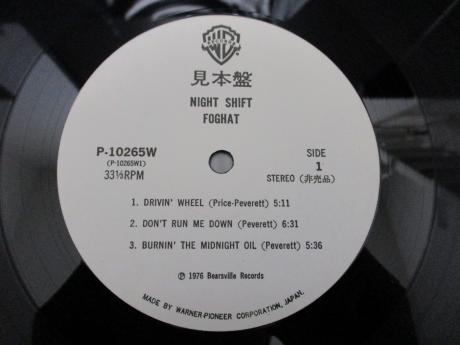 見本盤
NIGHT SHIFT
FOGHAT
P-10265W
(P-10265W1)
33⅓RPM
SIDE
1
STEREO (非売品)
1. DRIVIN' WHEEL (Price-Peverett) 5:11
2. DON'T RUN ME DOWN (Peverett) 6:31
3. BURNIN' THE MIDNIGHT OIL (Peverett) 5:36
Ⓟ 1976 Bearsville Records
MADE BY WARNER-PIONEER CORPORATION, JAPAN.